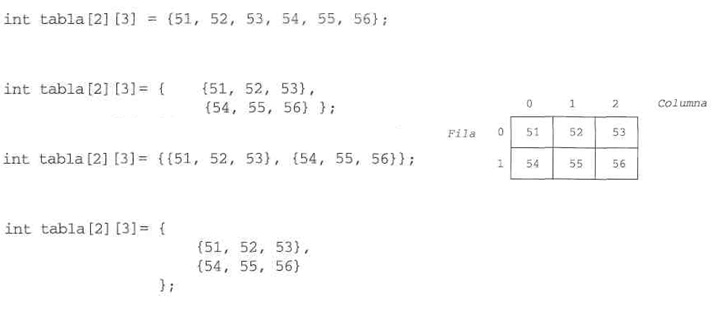 int tabla[2][3] = {51, 52, 53, 54, 55, 56};
int tabla[2][3]= { {51, 52, 53},
{54, 55, 56} };
int tabla[2][3]= {{51, 52, 53}, {54, 55, 56}};
int tabla[2][3]= {
{51, 52, 53},
{54, 55, 56}
};
0 1 2 Columna
Fila 0 51 52 53
1 54 55 56